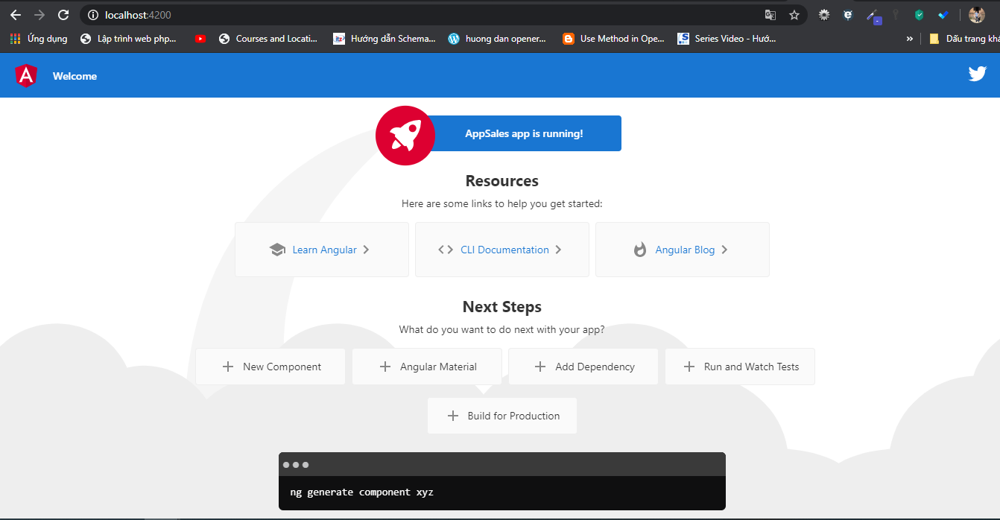 localhost:4200
Ứng dụng
Lập trình web php...
Courses and Locati...
Hướng dẫn Schema...
huong dan opener...
Use Method in Ope...
Series Video - Hướ...
»
Dấu trang khá
Welcome
AppSales app is running!
Resources
Here are some links to help you get started:
Learn Angular
CLI Documentation
Angular Blog
Next Steps
What do you want to do next with your app?
New Component
Angular Material
Add Dependency
Run and Watch Tests
Build for Production
ng generate component xyz